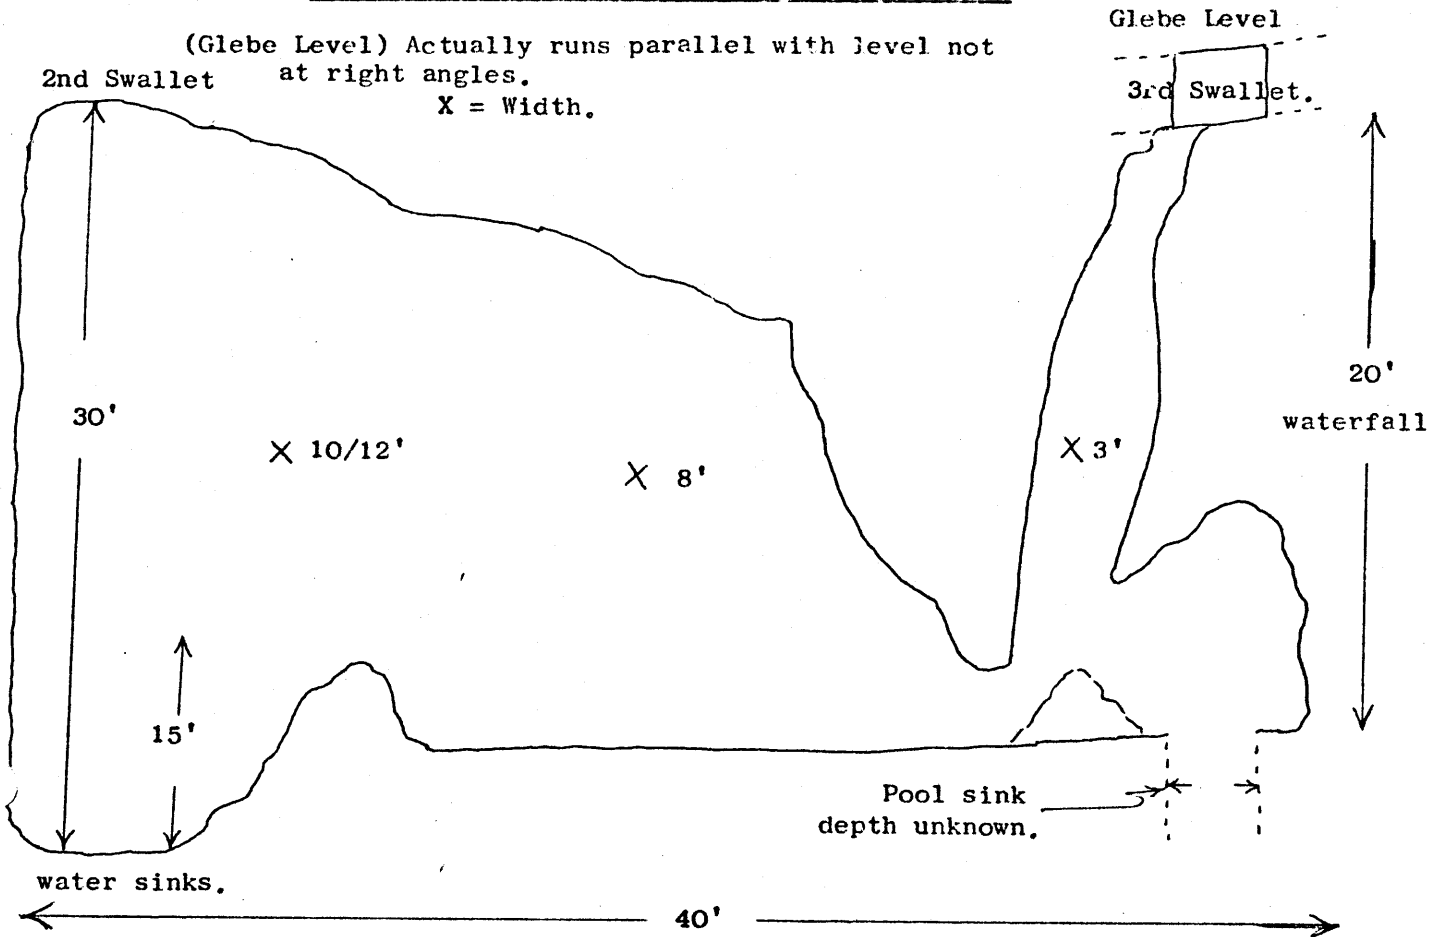 Glebe Level
(Glebe Level) Actually runs parallel with level not
at right angles.
2nd Swallet
X = Width.
3rd Swallet.
30'
20'
waterfall
X 10/12'
X 8'
X 3'
15'
Pool sink
depth unknown.
water sinks.
40'